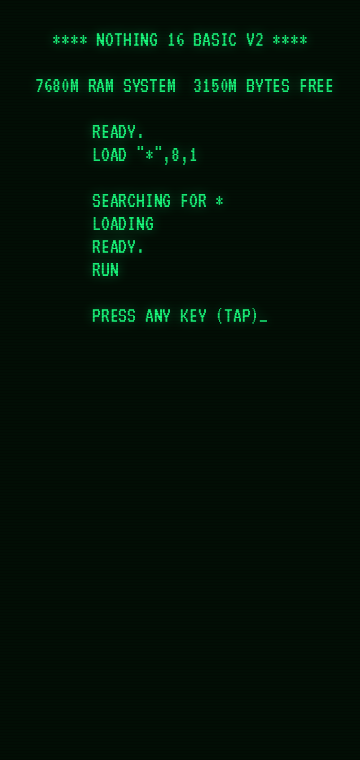 **** NOTHING 16 BASIC V2 ****
7680M RAM SYSTEM  3150M BYTES FREE
READY.
LOAD "*",8,1
SEARCHING FOR *
LOADING
READY.
RUN
PRESS ANY KEY (TAP)_